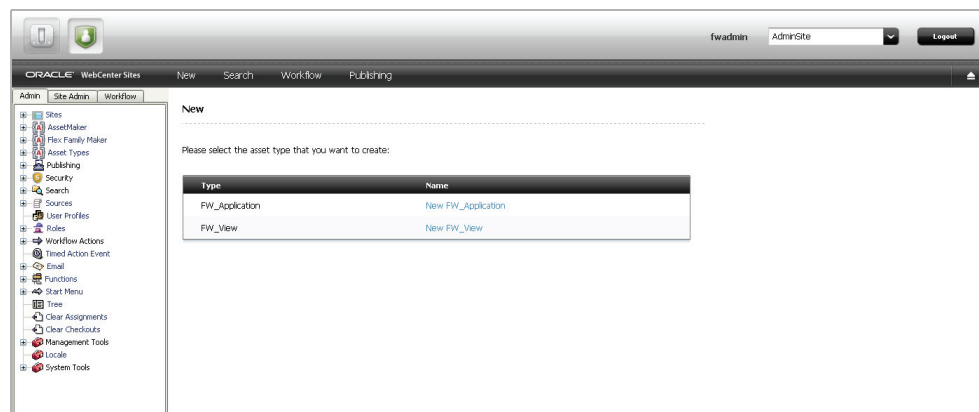 fwadmin AdminSite Logout
ORACLE WebCenter Sites New Search Workflow Publishing
Admin Site Admin Workflow
Sites
AssetMaker
Flex Family Maker
Asset Types
Publishing
Security
Search
Sources
User Profiles
Roles
Workflow Actions
Timed Action Event
Email
Functions
Start Menu
Tree
Clear Assignments
Clear Checkouts
Management Tools
Locale
System Tools
New
Please select the asset type that you want to create:
Type Name
FW_Application New FW_Application
FW_View New FW_View